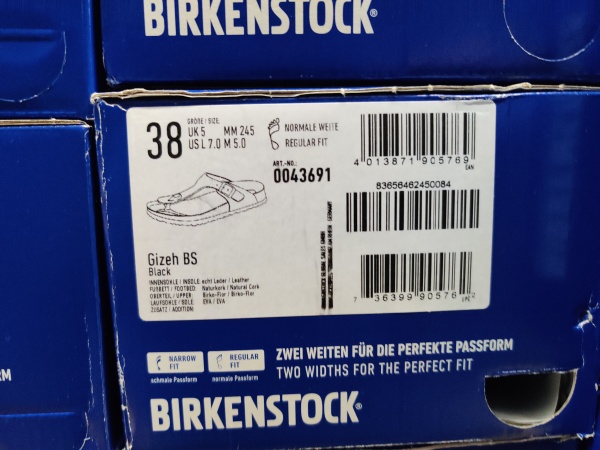 BIRKENSTOCK®
38
GRÖßE / SIZE:
UK 5 MM 245
US L 7.0 M 5.0
NORMALE WEITE
REGULAR FIT
ART.-NO.:
0043691
4 013871 905769 EAN
83656462450084
7 36399 90576 2 UPC
Gizeh BS
Black
INNENSOHLE / INSOLE: echt Leder / Leather
FUßBETT / FOOTBED: Naturkork / Natural Cork
OBERTEIL / UPPER: Birko-Flor / Birko-Flor
LAUFSOHLE / SOLE: EVA / EVA
ZUSATZ / ADDITION:
NARROW FIT
schmale Passform
REGULAR FIT
normale Passform
ZWEI WEITEN FÜR DIE PERFEKTE PASSFORM
TWO WIDTHS FOR THE PERFECT FIT
BIRKENSTOCK®